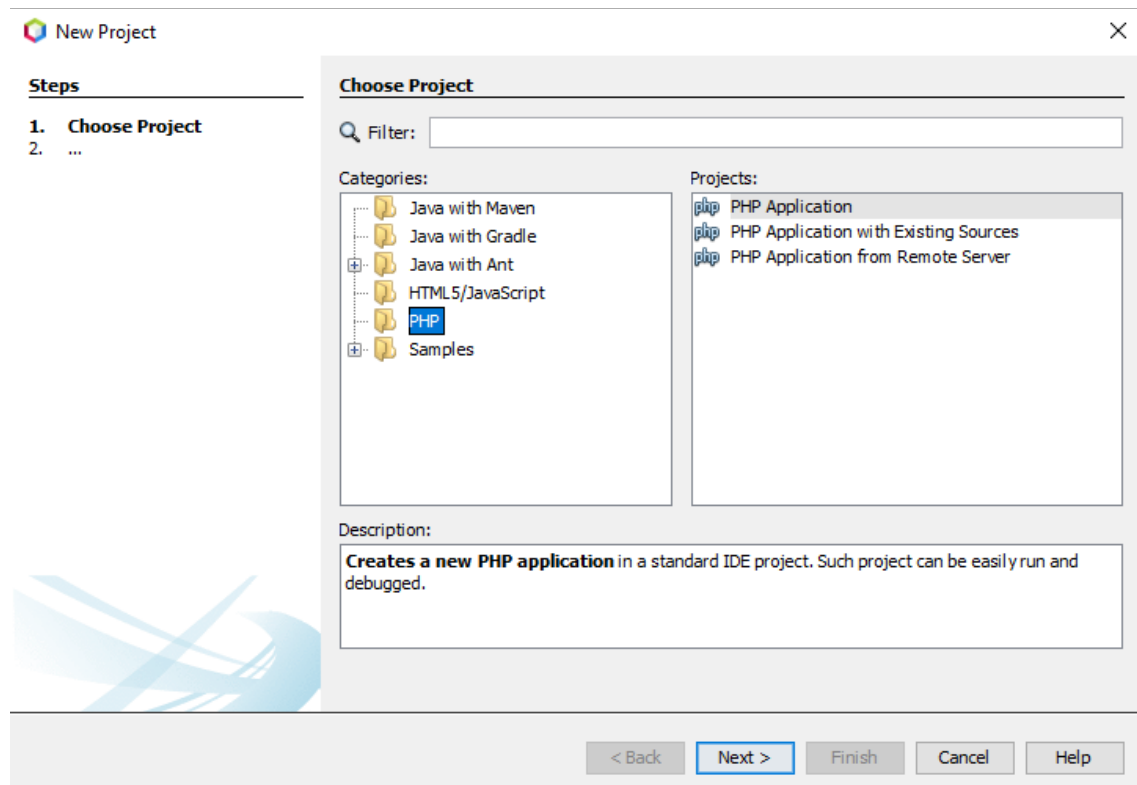 New Project
Steps
1. Choose Project
2. ...
Choose Project
Filter:
Categories:
Java with Maven
Java with Gradle
Java with Ant
HTML5/JavaScript
PHP
Samples
Projects:
php PHP Application
php PHP Application with Existing Sources
php PHP Application from Remote Server
Description:
Creates a new PHP application in a standard IDE project. Such project can be easily run and
debugged.
< Back Next > Finish Cancel Help